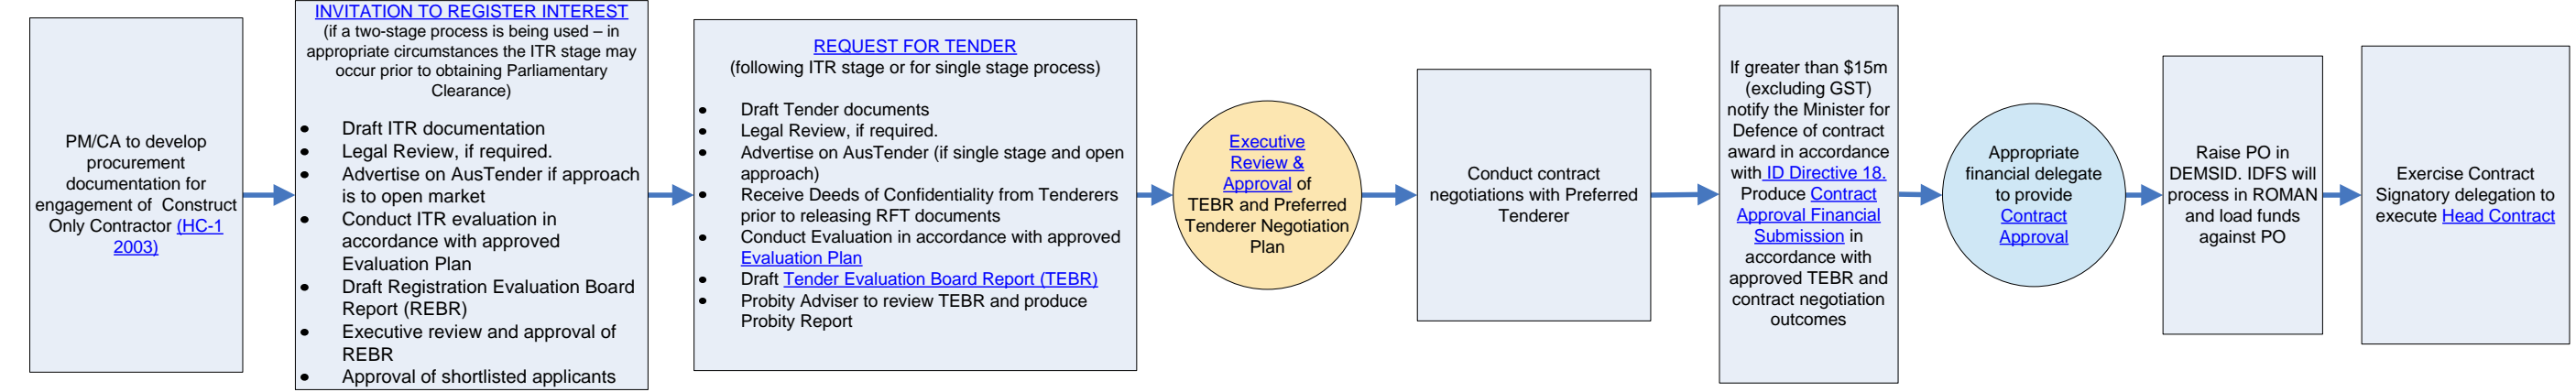 PM/CA to develop
procurement
documentation for
engagement of Construct
Only Contractor (HC-1
2003)
INVITATION TO REGISTER INTEREST
(if a two-stage process is being used – in
appropriate circumstances the ITR stage may
occur prior to obtaining Parliamentary
Clearance)
• Draft ITR documentation
• Legal Review, if required.
• Advertise on AusTender if approach
is to open market
• Conduct ITR evaluation in
accordance with approved
Evaluation Plan
• Draft Registration Evaluation Board
Report (REBR)
• Executive review and approval of
REBR
• Approval of shortlisted applicants
REQUEST FOR TENDER
(following ITR stage or for single stage process)
• Draft Tender documents
• Legal Review, if required.
• Advertise on AusTender (if single stage and open
approach)
• Receive Deeds of Confidentiality from Tenderers
prior to releasing RFT documents
• Conduct Evaluation in accordance with approved
Evaluation Plan
• Draft Tender Evaluation Board Report (TEBR)
• Probity Adviser to review TEBR and produce
Probity Report
Executive
Review &
Approval of
TEBR and Preferred
Tenderer Negotiation
Plan
Conduct contract
negotiations with Preferred
Tenderer
If greater than $15m
(excluding GST)
notify the Minister for
Defence of contract
award in accordance
with ID Directive 18.
Produce Contract
Approval Financial
Submission in
accordance with
approved TEBR and
contract negotiation
outcomes
Appropriate
financial delegate
to provide
Contract
Approval
Raise PO in
DEMSID. IDFS will
process in ROMAN
and load funds
against PO
Exercise Contract
Signatory delegation to
execute Head Contract